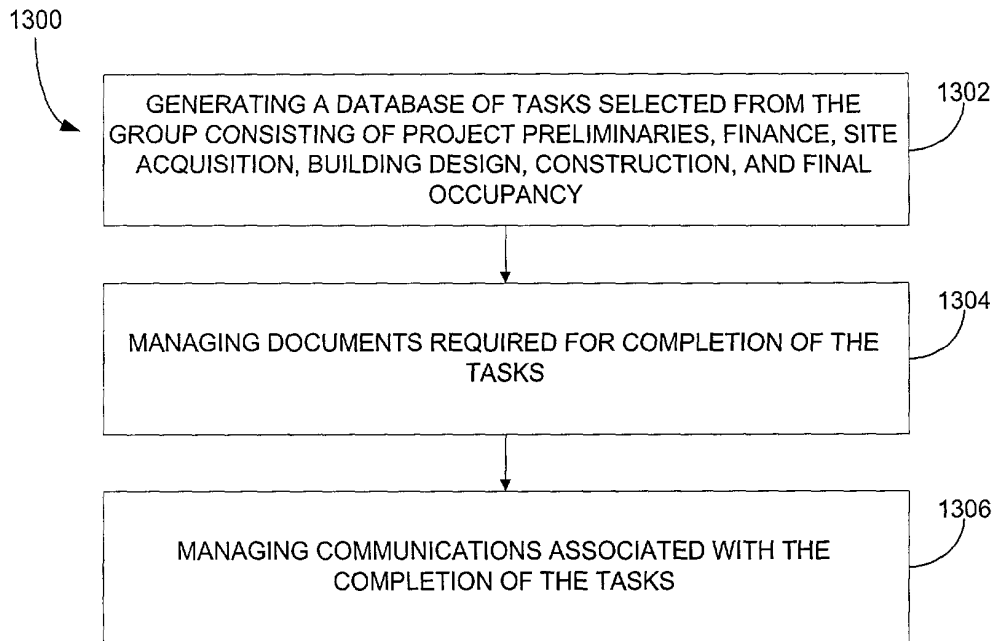 1300
1302
GENERATING A DATABASE OF TASKS SELECTED FROM THE
GROUP CONSISTING OF PROJECT PRELIMINARIES, FINANCE, SITE
ACQUISITION, BUILDING DESIGN, CONSTRUCTION, AND FINAL
OCCUPANCY
1304
MANAGING DOCUMENTS REQUIRED FOR COMPLETION OF THE
TASKS
1306
MANAGING COMMUNICATIONS ASSOCIATED WITH THE
COMPLETION OF THE TASKS